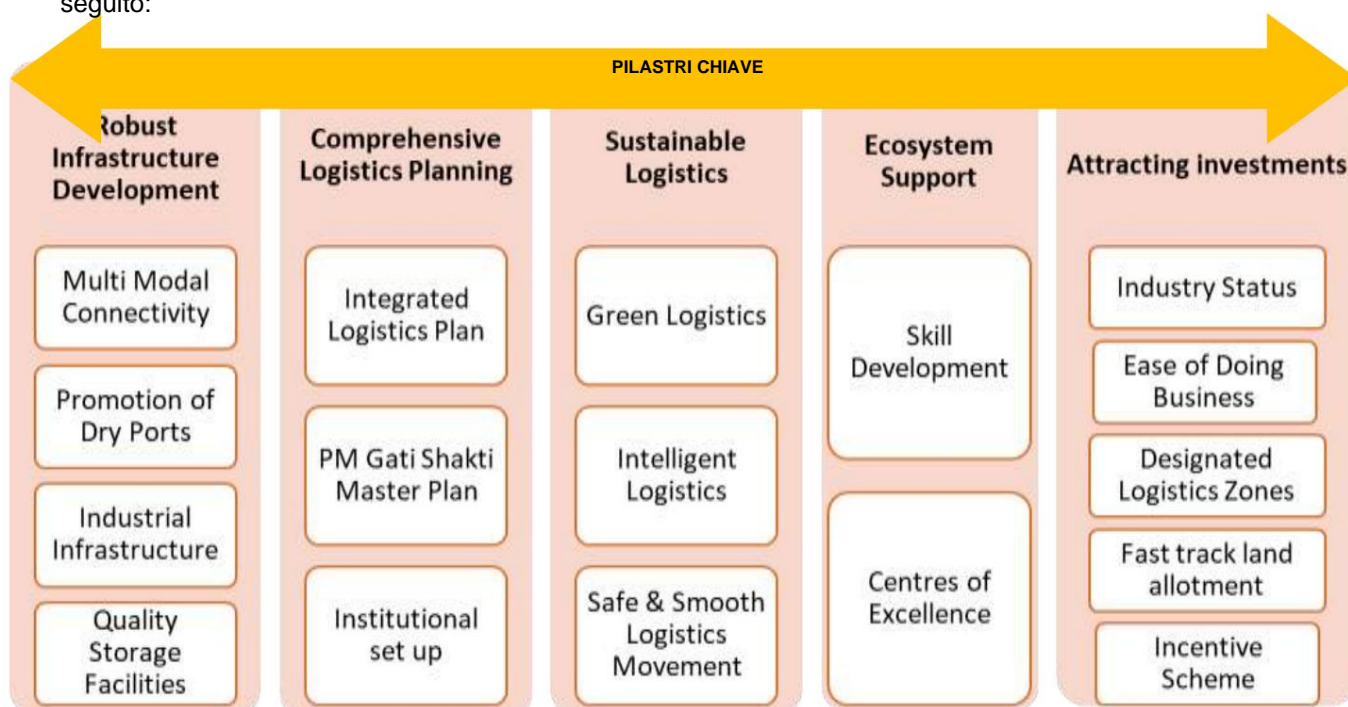 seguito:
PILASTRI CHIAVE
Robust
Infrastructure
Development
Multi Modal
Connectivity
Promotion of
Dry Ports
Industrial
Infrastructure
Quality
Storage
Facilities
Comprehensive
Logistics Planning
Integrated
Logistics Plan
PM Gati Shakti
Master Plan
Institutional
set up
Sustainable
Logistics
Green Logistics
Intelligent
Logistics
Safe & Smooth
Logistics
Movement
Ecosystem
Support
Skill
Development
Centres of
Excellence
Attracting investments
Industry Status
Ease of Doing
Business
Designated
Logistics Zones
Fast track land
allotment
Incentive
Scheme